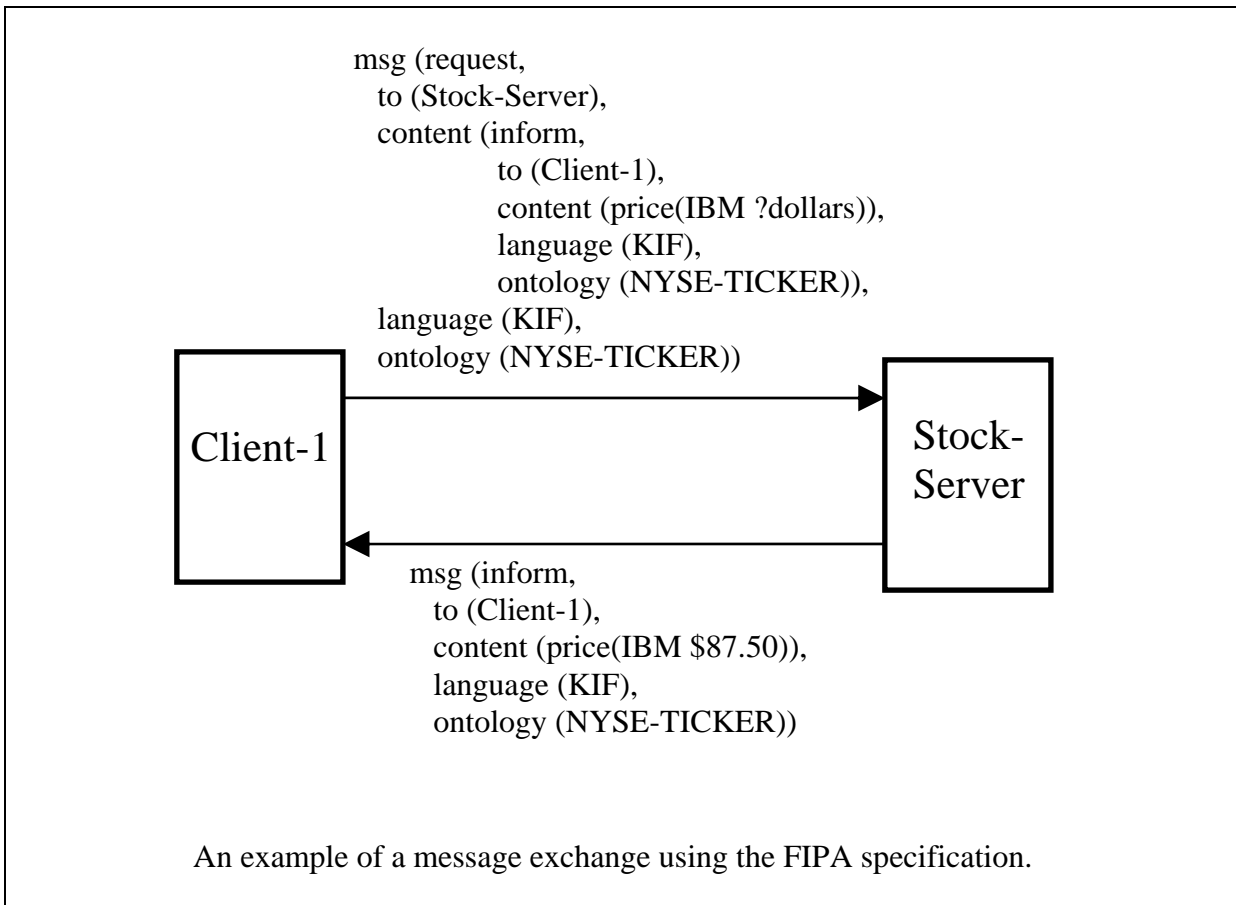 msg (request,
to (Stock-Server),
content (inform,
to (Client-1),
content (price(IBM ?dollars)),
language (KIF),
ontology (NYSE-TICKER)),
language (KIF),
ontology (NYSE-TICKER))
Client-1
Stock-
Server
msg (inform,
to (Client-1),
content (price(IBM $87.50)),
language (KIF),
ontology (NYSE-TICKER))
An example of a message exchange using the FIPA specification.